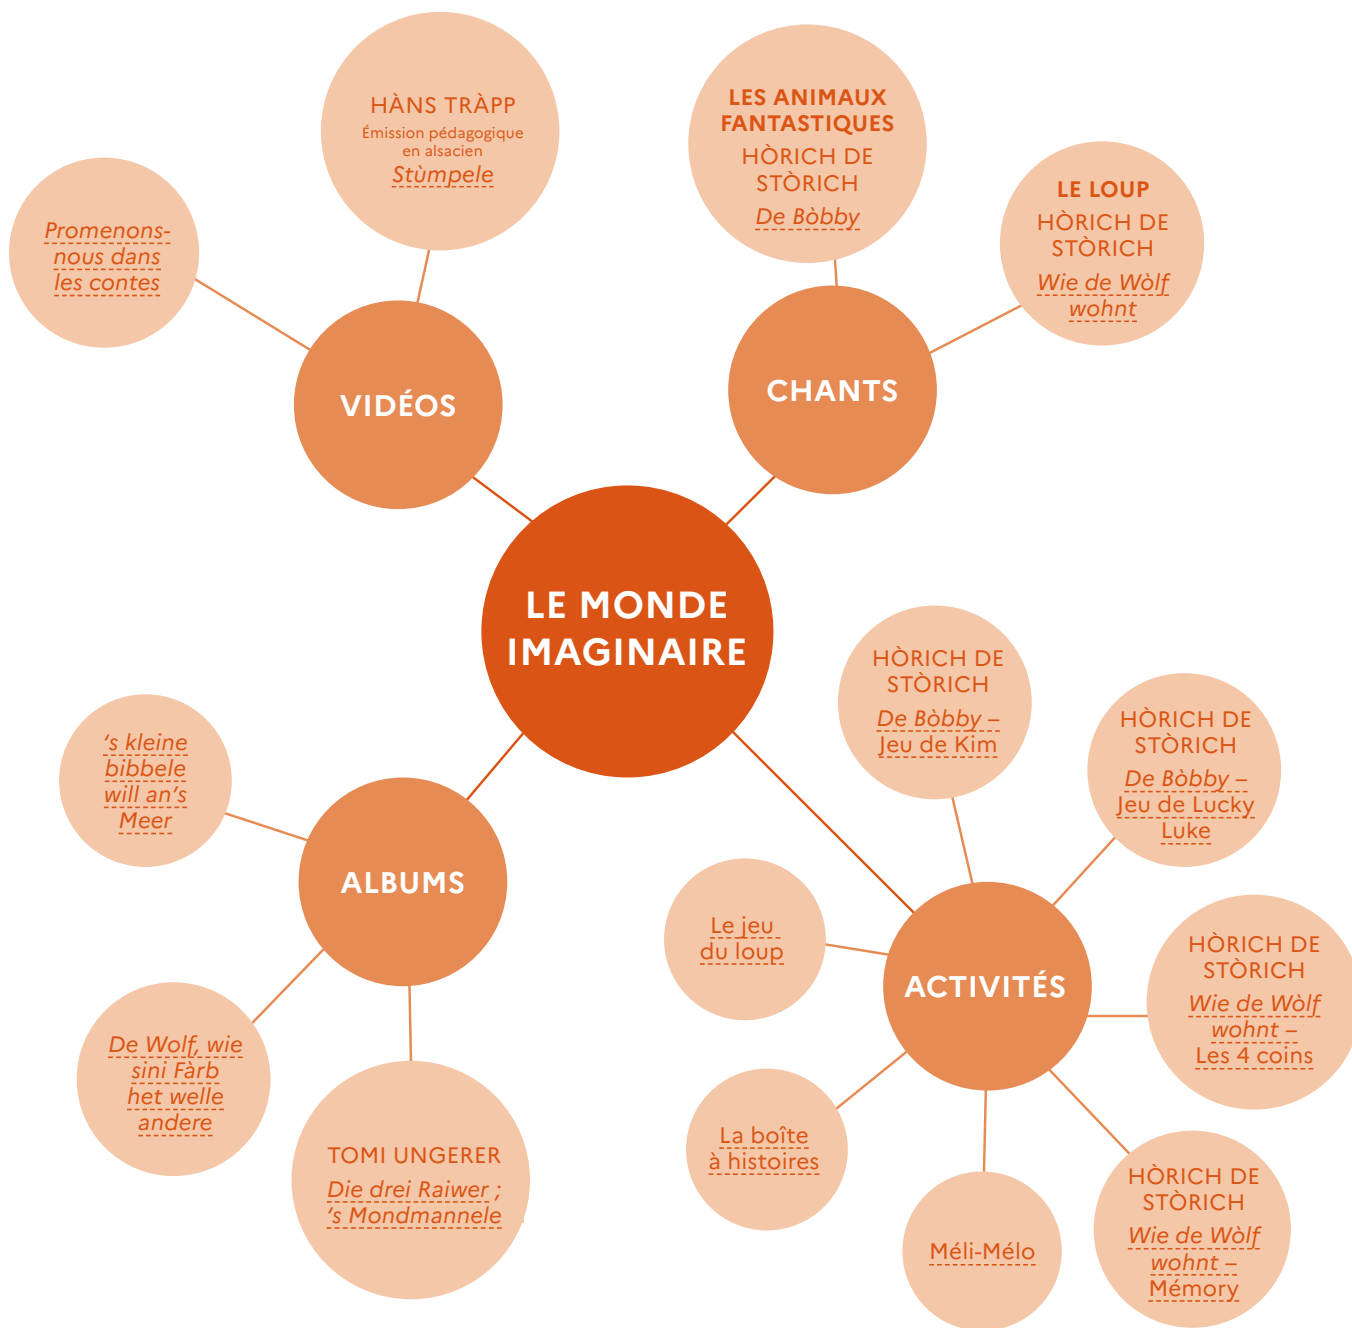 HÀNS TRÀPP
Émission pédagogique
en alsacien
Stùmpele
Promenons-
nous dans
les contes
VIDÉOS
LES ANIMAUX
FANTASTIQUES
HÒRICH DE
STÒRICH
De Bòbby
LE LOUP
HÒRICH DE
STÒRICH
Wie de Wòlf
wohnt
CHANTS
LE MONDE
IMAGINAIRE
's kleine
bibbele
will an's
Meer
ALBUMS
De Wolf, wie
sini Fàrb
het welle
andere
TOMI UNGERER
Die drei Raiwer ;
's Mondmannele
HÒRICH DE
STÒRICH
De Bòbby –
Jeu de Kim
HÒRICH DE
STÒRICH
De Bòbby –
Jeu de Lucky
Luke
Le jeu
du loup
ACTIVITÉS
HÒRICH DE
STÒRICH
Wie de Wòlf
wohnt –
Les 4 coins
La boîte
à histoires
Méli-Mélo
HÒRICH DE
STÒRICH
Wie de Wòlf
wohnt –
Mémory